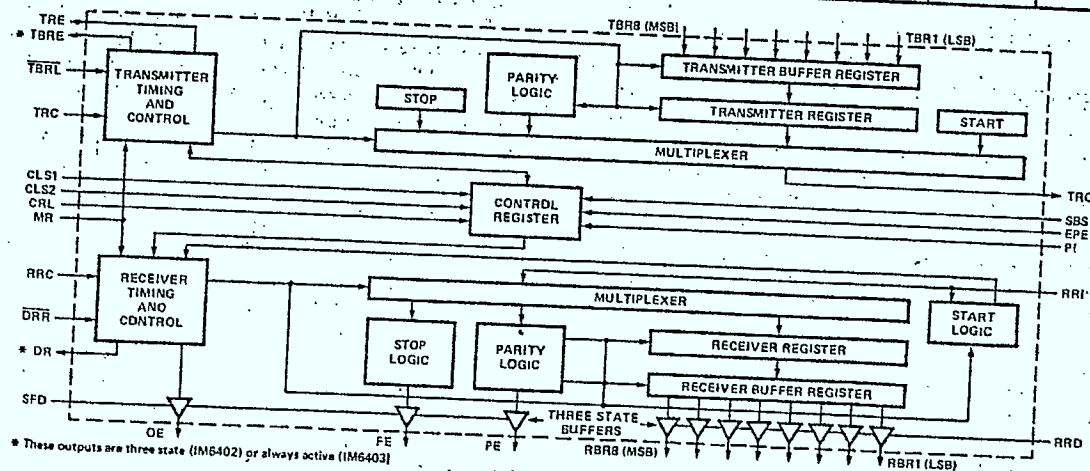 TRE
* TBRE
TBRL
TRC
TRANSMITTER
TIMING
AND
CONTROL
TBR8 (MSB)
TBR1 (LSB)
TRANSMITTER BUFFER REGISTER
PARITY
LOGIC
STOP
TRANSMITTER REGISTER
START
MULTIPLEXER
TRO
CLS1
CLS2
CRL
MR
CONTROL
REGISTER
SBS
EPE
PI
RRC
DRR
* DR
SFD
RECEIVER
TIMING
AND
CONTROL
MULTIPLEXER
RRI
START
LOGIC
STOP
LOGIC
PARITY
LOGIC
RECEIVER REGISTER
RECEIVER BUFFER REGISTER
THREE STATE
BUFFERS
RRD
OE
FE
PE
RBR8 (MSB)
RBR1 (LSB)
* These outputs are three state (IM6402) or always active (IM6403)